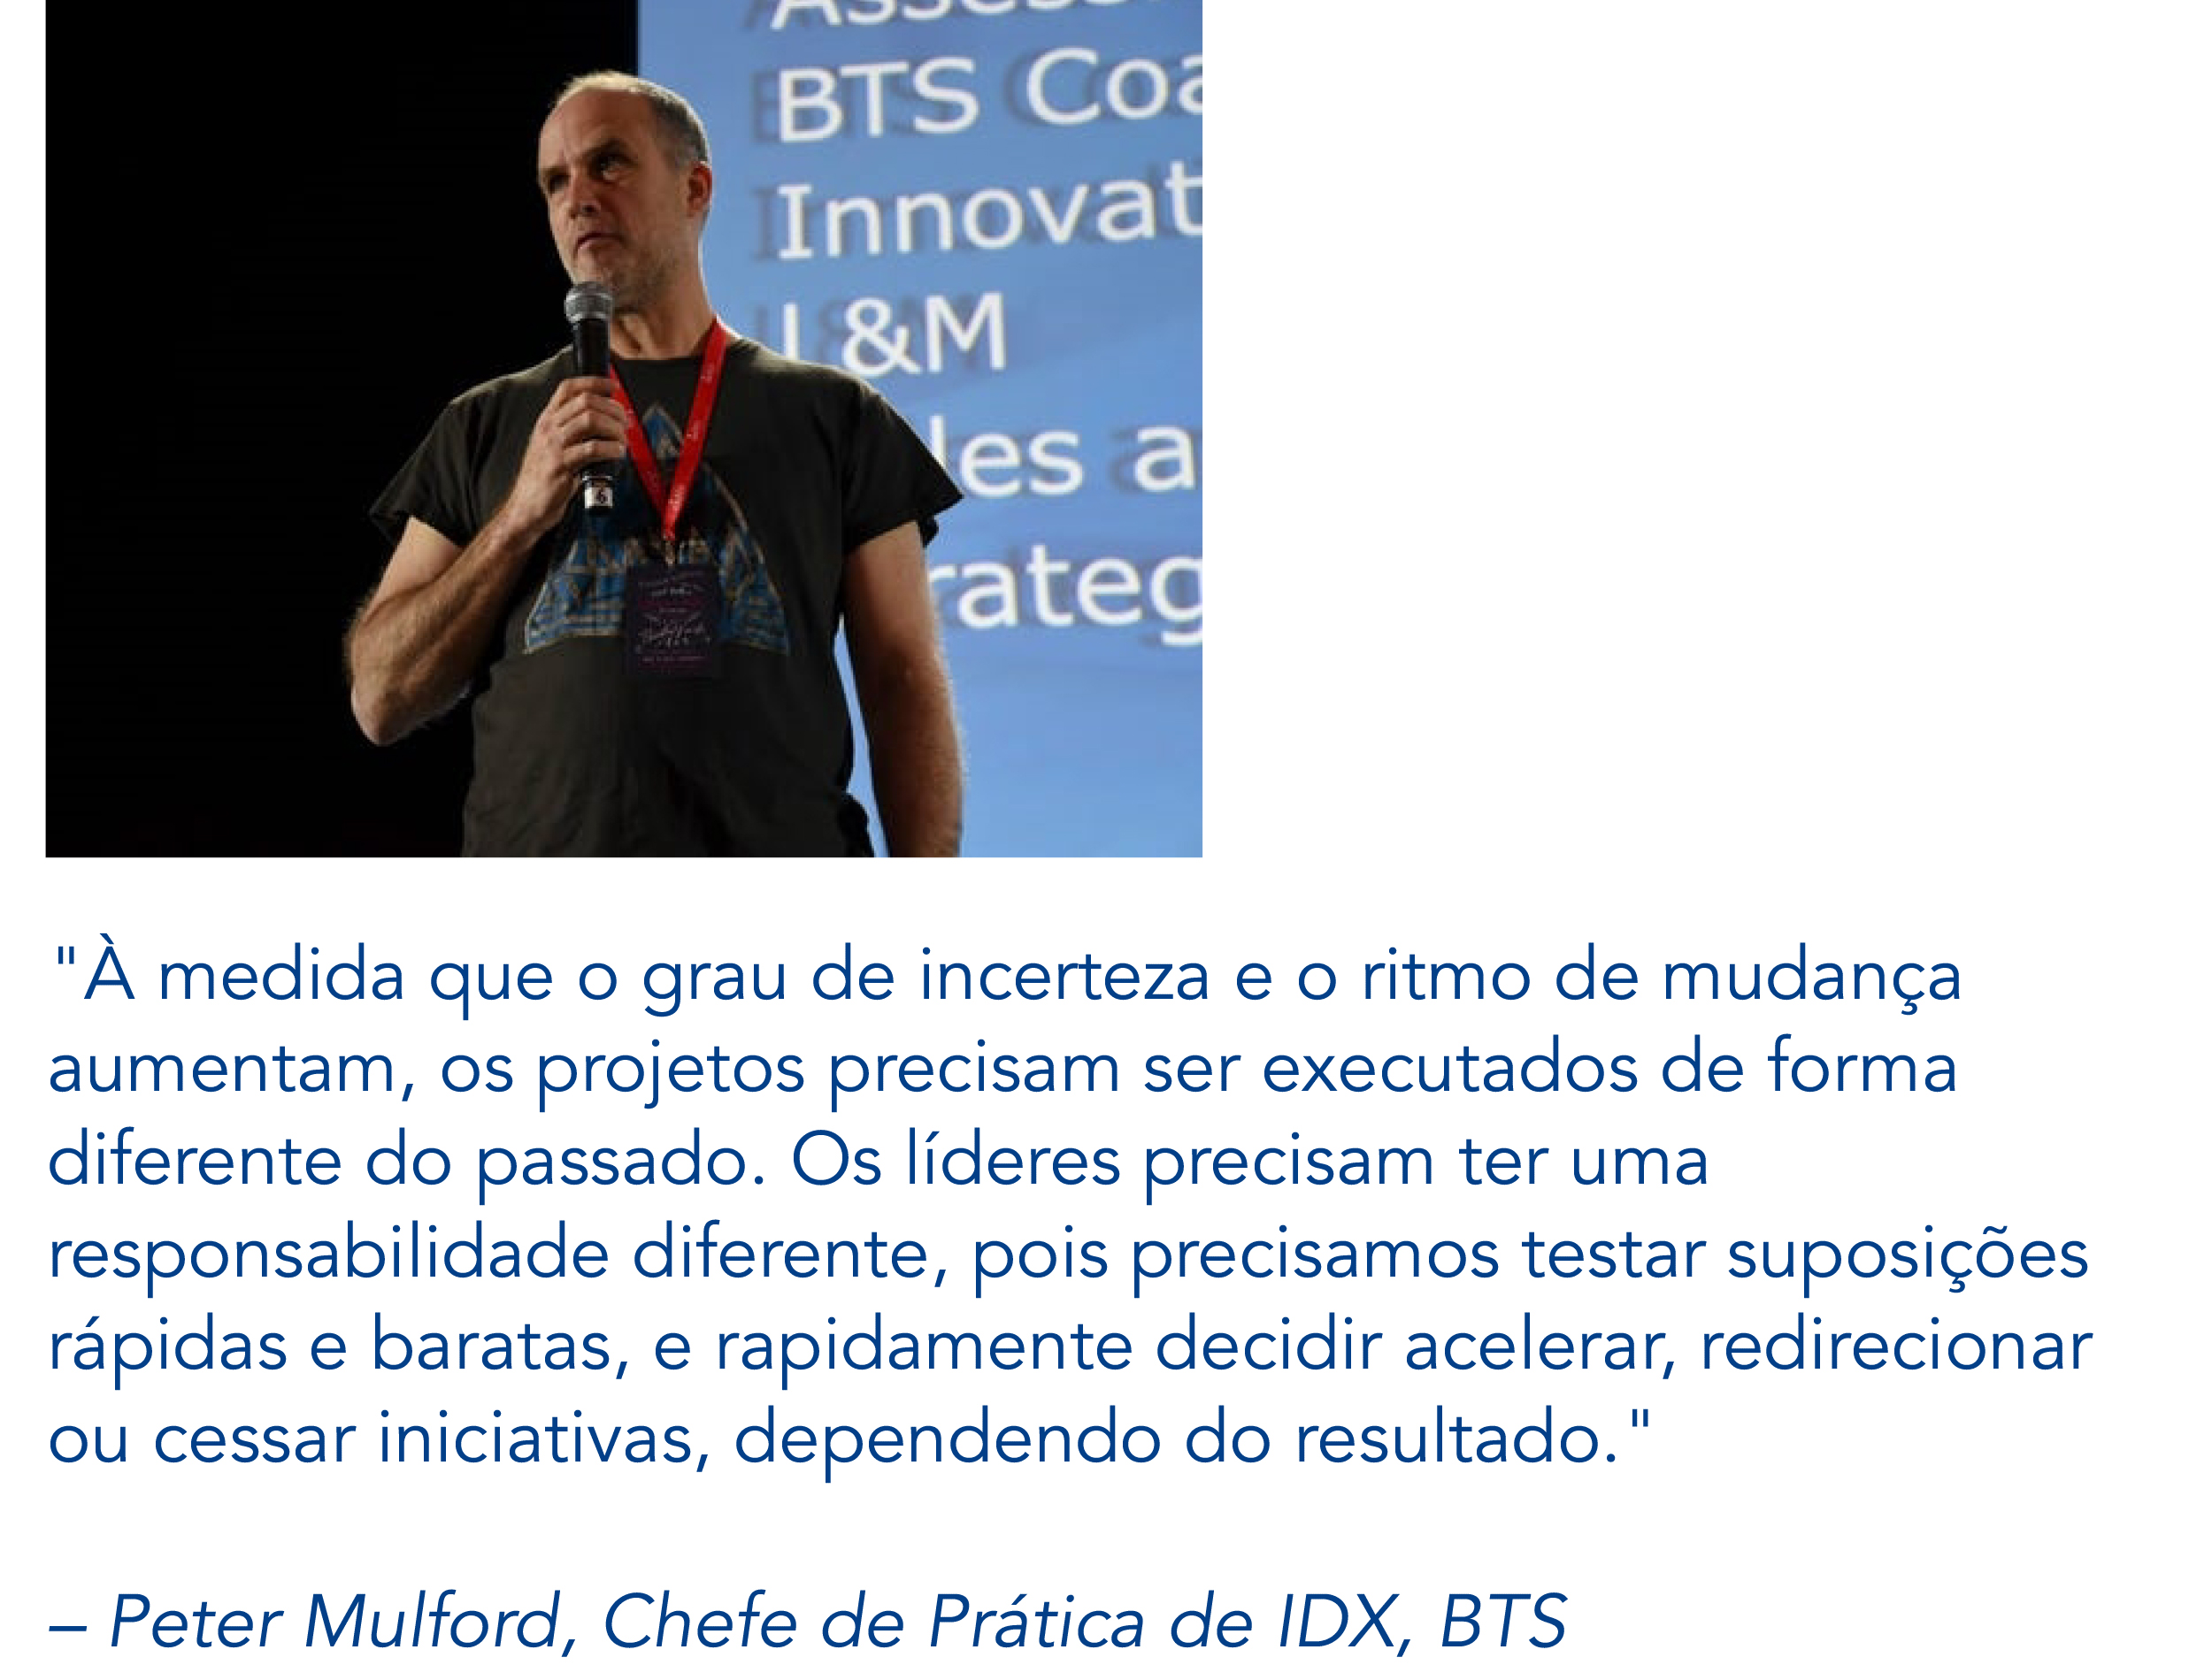 BTS Coa
Innovat
L&M
les a
rateg
"À medida que o grau de incerteza e o ritmo de mudança
aumentam, os projetos precisam ser executados de forma
diferente do passado. Os líderes precisam ter uma
responsabilidade diferente, pois precisamos testar suposições
rápidas e baratas, e rapidamente decidir acelerar, redirecionar
ou cessar iniciativas, dependendo do resultado."
– Peter Mulford, Chefe de Prática de IDX, BTS